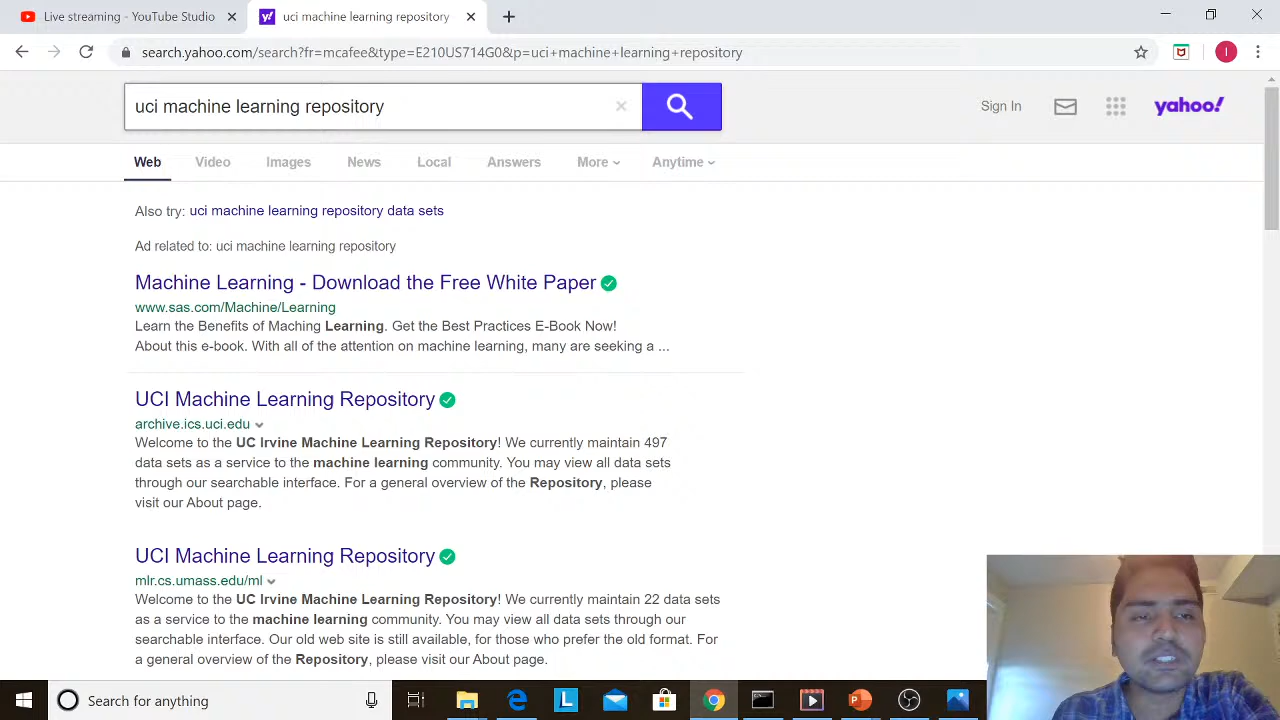 Live streaming - YouTube Studio
uci machine learning repository
search.yahoo.com/search?fr=mcafee&type=E210US714G0&p=uci+machine+learning+repository
I
uci machine learning repository
Sign In
yahoo!
Web Video Images News Local Answers More Anytime
Also try: uci machine learning repository data sets
Ad related to: uci machine learning repository
Machine Learning - Download the Free White Paper
www.sas.com/Machine/Learning
Learn the Benefits of Maching Learning. Get the Best Practices E-Book Now!
About this e-book. With all of the attention on machine learning, many are seeking a ...
UCI Machine Learning Repository
archive.ics.uci.edu
Welcome to the UC Irvine Machine Learning Repository! We currently maintain 497
data sets as a service to the machine learning community. You may view all data sets
through our searchable interface. For a general overview of the Repository, please
visit our About page.
UCI Machine Learning Repository
mlr.cs.umass.edu/ml
Welcome to the UC Irvine Machine Learning Repository! We currently maintain 22 data sets
as a service to the machine learning community. You may view all data sets through our
searchable interface. Our old web site is still available, for those who prefer the old format. For
a general overview of the Repository, please visit our About page.
Search for anything